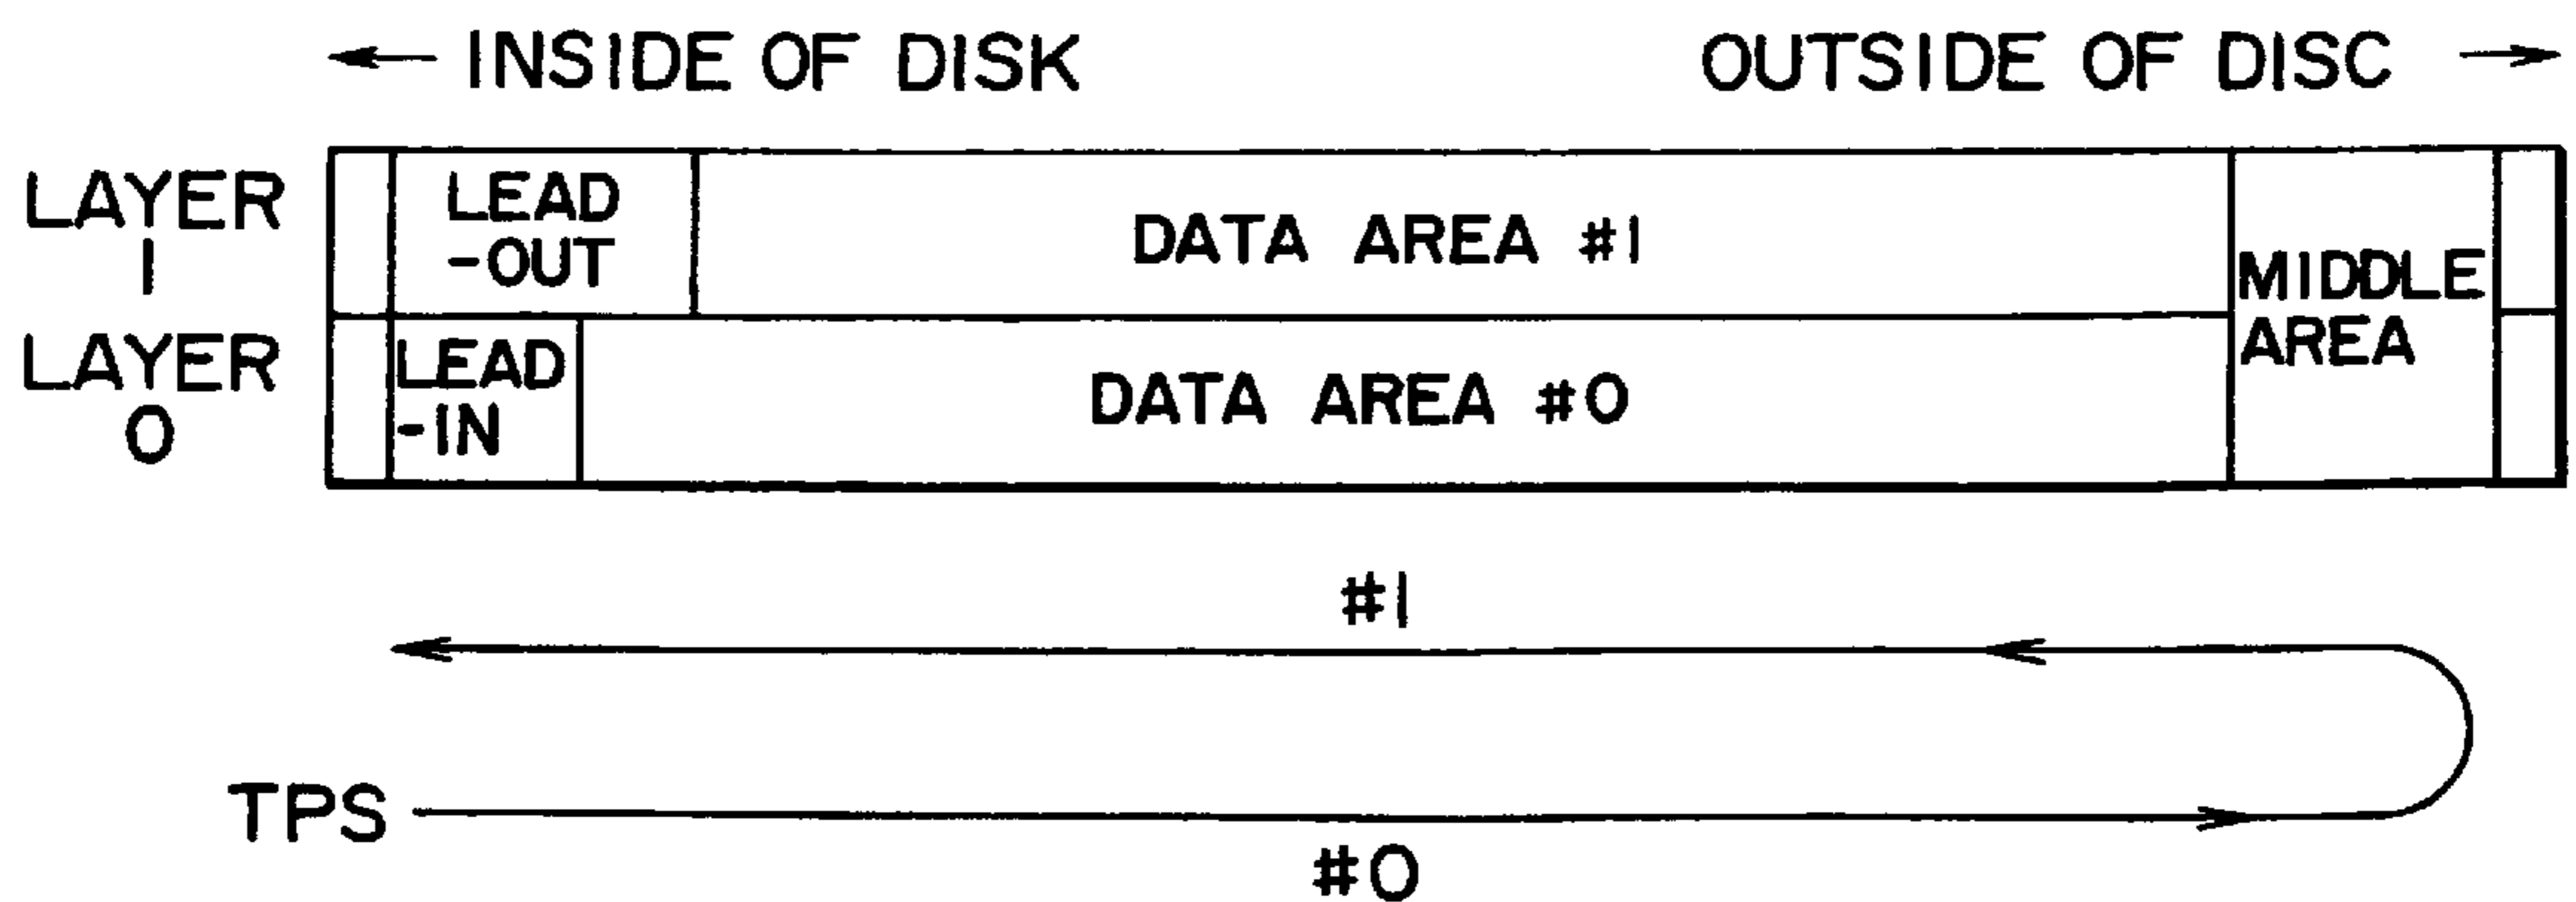 INSIDE OF DISK
OUTSIDE OF DISC
LAYER
1
LEAD
-OUT
DATA AREA #1
MIDDLE
AREA
LAYER
0
LEAD
-IN
DATA AREA #0
#1
TPS
#0